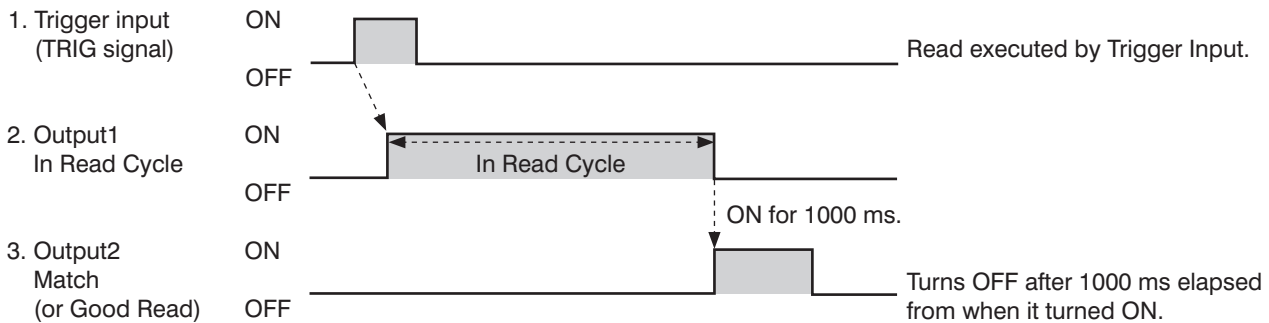 1. Trigger input
(TRIG signal)
ON
OFF
Read executed by Trigger Input.
2. Output1
In Read Cycle
ON
OFF
In Read Cycle
ON for 1000 ms.
3. Output2
Match
(or Good Read)
ON
OFF
Turns OFF after 1000 ms elapsed
from when it turned ON.